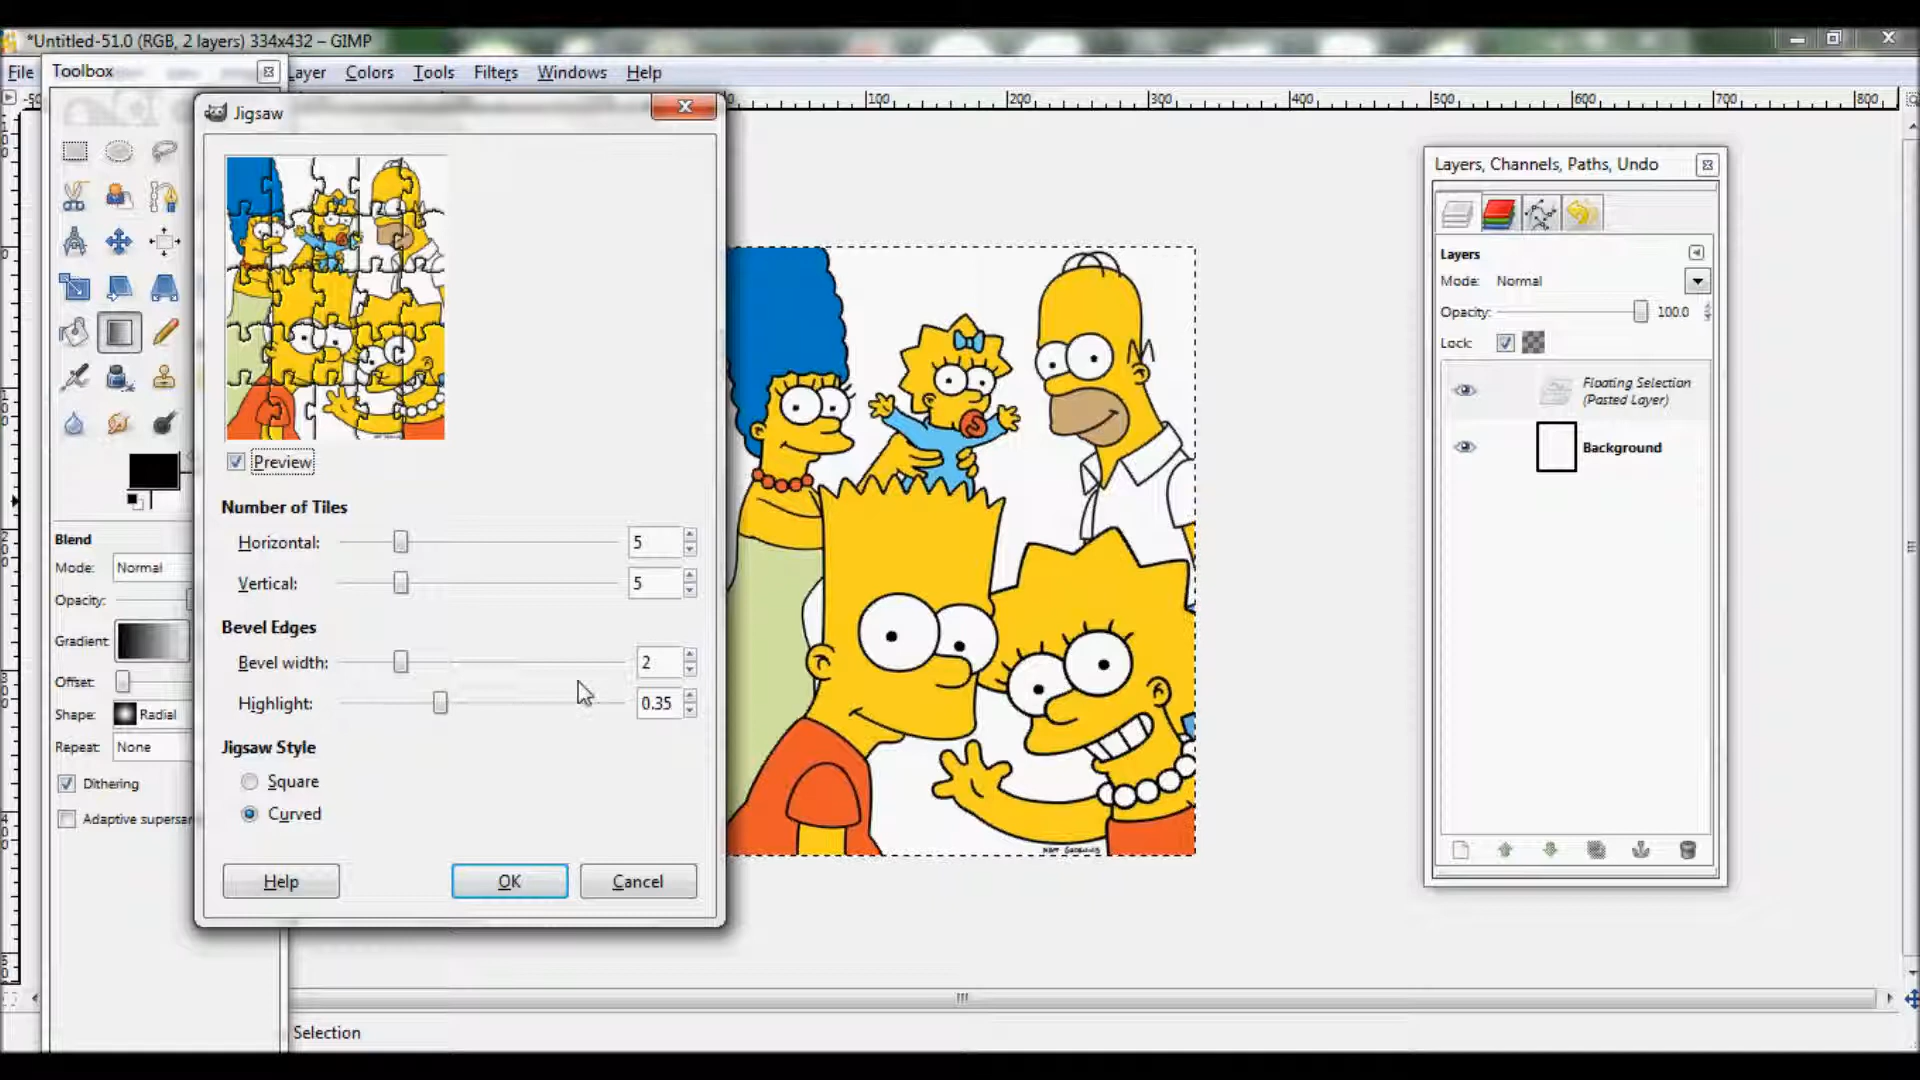 *Untitled-51.0 (RGB, 2 layers) 334x432 – GIMP
File
Layer
Colors
Tools
Filters
Windows
Help
Toolbox
100
200
300
400
500
600
700
800
Jigsaw
Preview
Number of Tiles
Horizontal:
5
Vertical:
5
Bevel Edges
Bevel width:
2
Highlight:
0.35
Jigsaw Style
Square
Curved
Help
OK
Cancel
Blend
Mode: Normal
Opacity:
Gradient:
Offset:
Shape: Radial
Repeat: None
Dithering
Adaptive supersar
Selection
Layers, Channels, Paths, Undo
Layers
Mode: Normal
Opacity: 100.0
Lock:
Floating Selection
(Pasted Layer)
Background